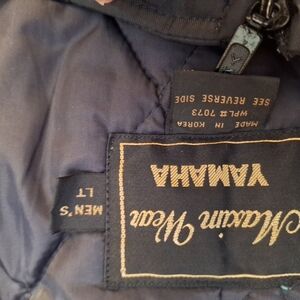 Maxim Wear
YAMAHA
MEN'S
LT
MADE IN KOREA
WPL# 7073
SEE REVERSE SIDE